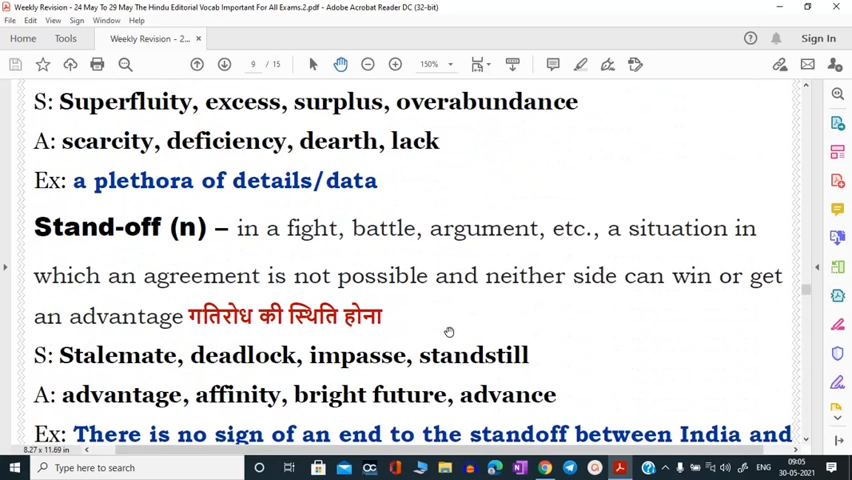 Weekly Revision - 24 May To 29 May The Hindu Editorial Vocab Important For All Exams.2.pdf - Adobe Acrobat Reader DC (32-bit)
File Edit View Sign Window Help
Home Tools Weekly Revision - 2... × Sign In
9 / 15 150%
S: Superfluity, excess, surplus, overabundance
A: scarcity, deficiency, dearth, lack
Ex: a plethora of details/data
Stand-off (n) – in a fight, battle, argument, etc., a situation in
which an agreement is not possible and neither side can win or get
an advantage गतिरोध की स्थिति होना
S: Stalemate, deadlock, impasse, standstill
A: advantage, affinity, bright future, advance
Ex: There is no sign of an end to the standoff between India and
8.27 x 11.69 in
Type here to search
ENG
09:05
30-05-2021